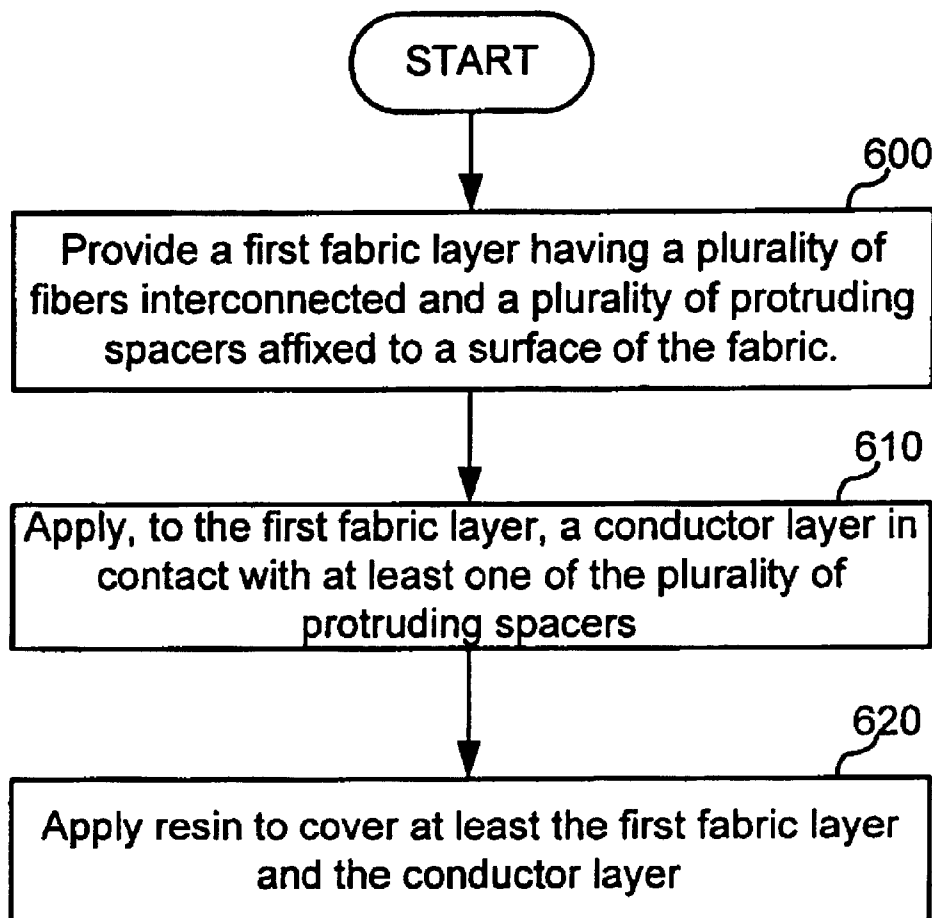 START
600
Provide a first fabric layer having a plurality of
fibers interconnected and a plurality of protruding
spacers affixed to a surface of the fabric.
610
Apply, to the first fabric layer, a conductor layer in
contact with at least one of the plurality of
protruding spacers
620
Apply resin to cover at least the first fabric layer
and the conductor layer